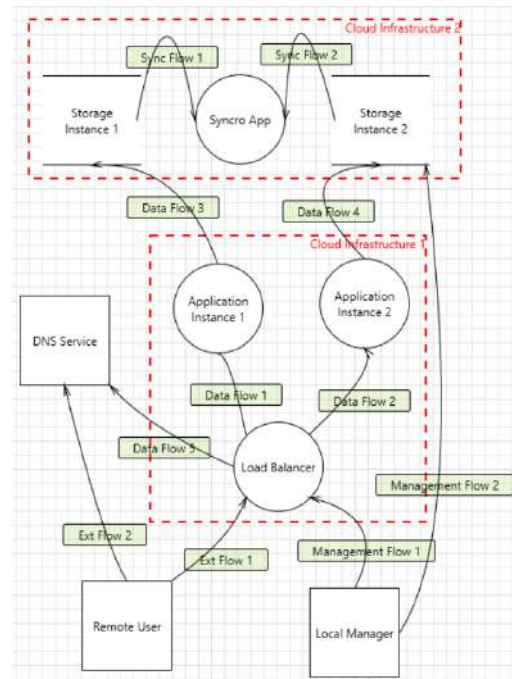 Cloud Infrastructure 2
Sync Flow 1
Sync Flow 2
Storage
Instance 1
Syncro App
Storage
Instance 2
Data Flow 3
Data Flow 4
Cloud Infrastructure 1
Application
Instance 1
Application
Instance 2
DNS Service
Data Flow 1
Data Flow 2
Data Flow 5
Load Balancer
Management Flow 2
Ext Flow 2
Ext Flow 1
Management Flow 1
Remote User
Local Manager